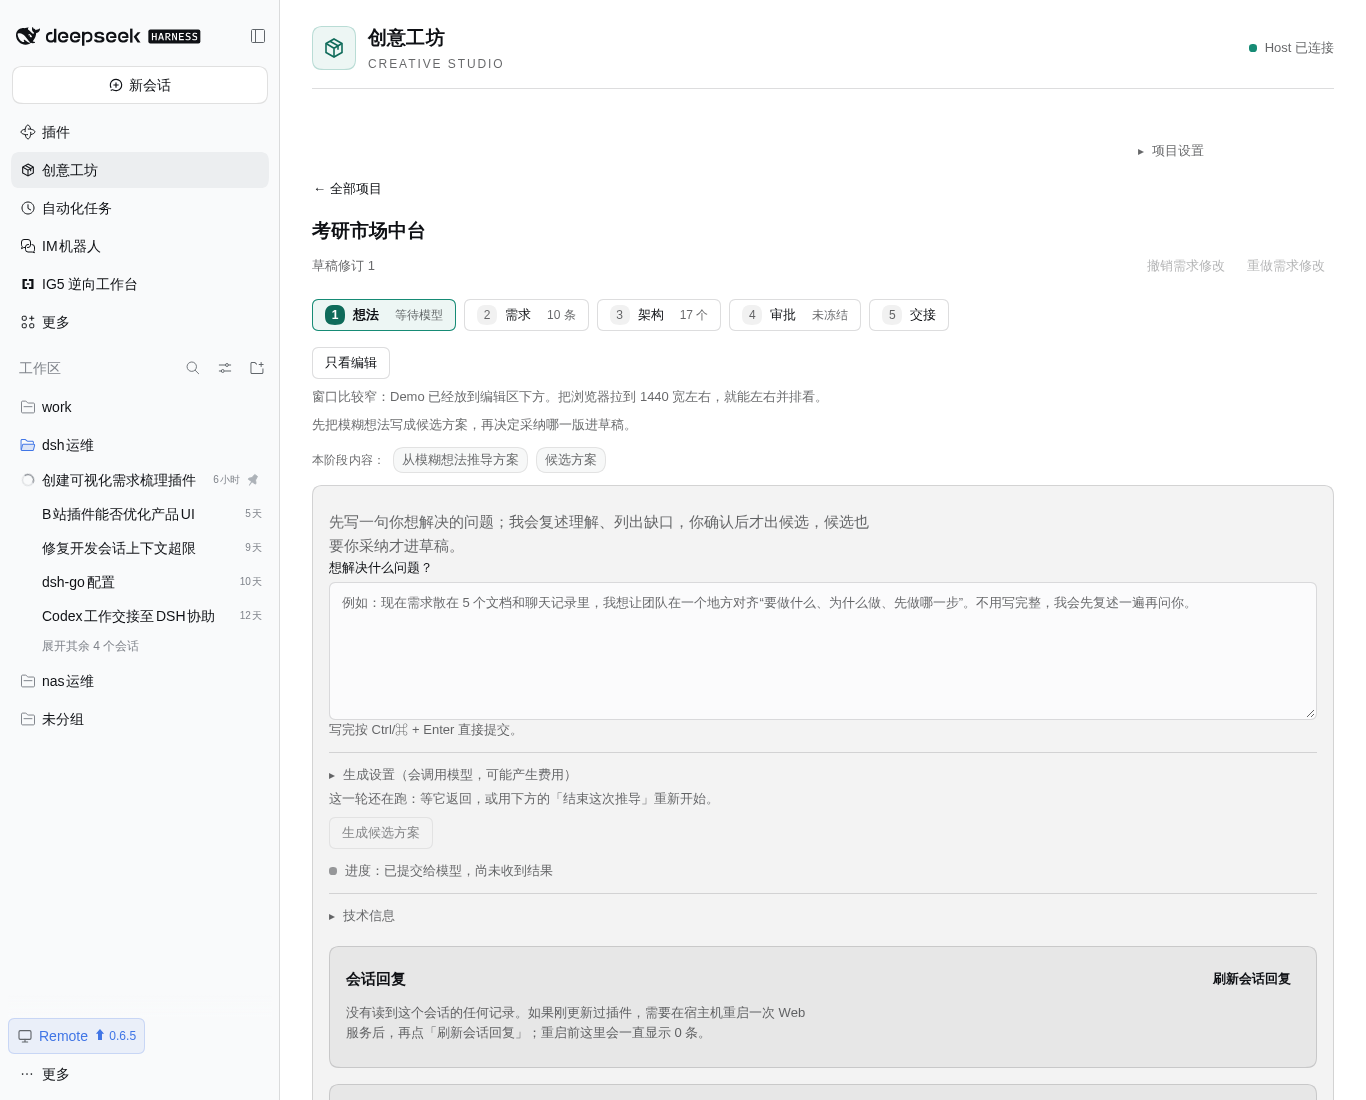 deepseek HARNESS
新会话
插件
创意工坊
自动化任务
IM机器人
IG5 逆向工作台
更多
工作区
work
dsh运维
创建可视化需求梳理插件 6小时
B站插件能否优化产品UI 5天
修复开发会话上下文超限 9天
dsh-go配置 10天
Codex工作交接至DSH协助 12天
展开其余 4 个会话
nas运维
未分组
Remote 0.6.5
更多
创意工坊
CREATIVE STUDIO
Host 已连接
项目设置
← 全部项目
考研市场中台
草稿修订 1
撤销需求修改 重做需求修改
1 想法 等待模型 2 需求 10 条 3 架构 17 个 4 审批 未冻结 5 交接
只看编辑
窗口比较窄：Demo 已经放到编辑区下方。把浏览器拉到 1440 宽左右，就能左右并排看。
先把模糊想法写成候选方案，再决定采纳哪一版进草稿。
本阶段内容： 从模糊想法推导方案 候选方案
先写一句你想解决的问题；我会复述理解、列出缺口，你确认后才出候选，候选也
要你采纳才进草稿。
想解决什么问题？
例如：现在需求散在 5 个文档和聊天记录里，我想让团队在一个地方对齐“要做什么、为什么做、先做哪一步”。不用写完整，我会先复述一遍再问你。
写完按 Ctrl/⌘ + Enter 直接提交。
生成设置（会调用模型，可能产生费用）
这一轮还在跑：等它返回，或用下方的「结束这次推导」重新开始。
生成候选方案
进度：已提交给模型，尚未收到结果
技术信息
会话回复
刷新会话回复
没有读到这个会话的任何记录。如果刚更新过插件，需要在宿主机重启一次 Web
服务后，再点「刷新会话回复」；重启前这里会一直显示 0 条。